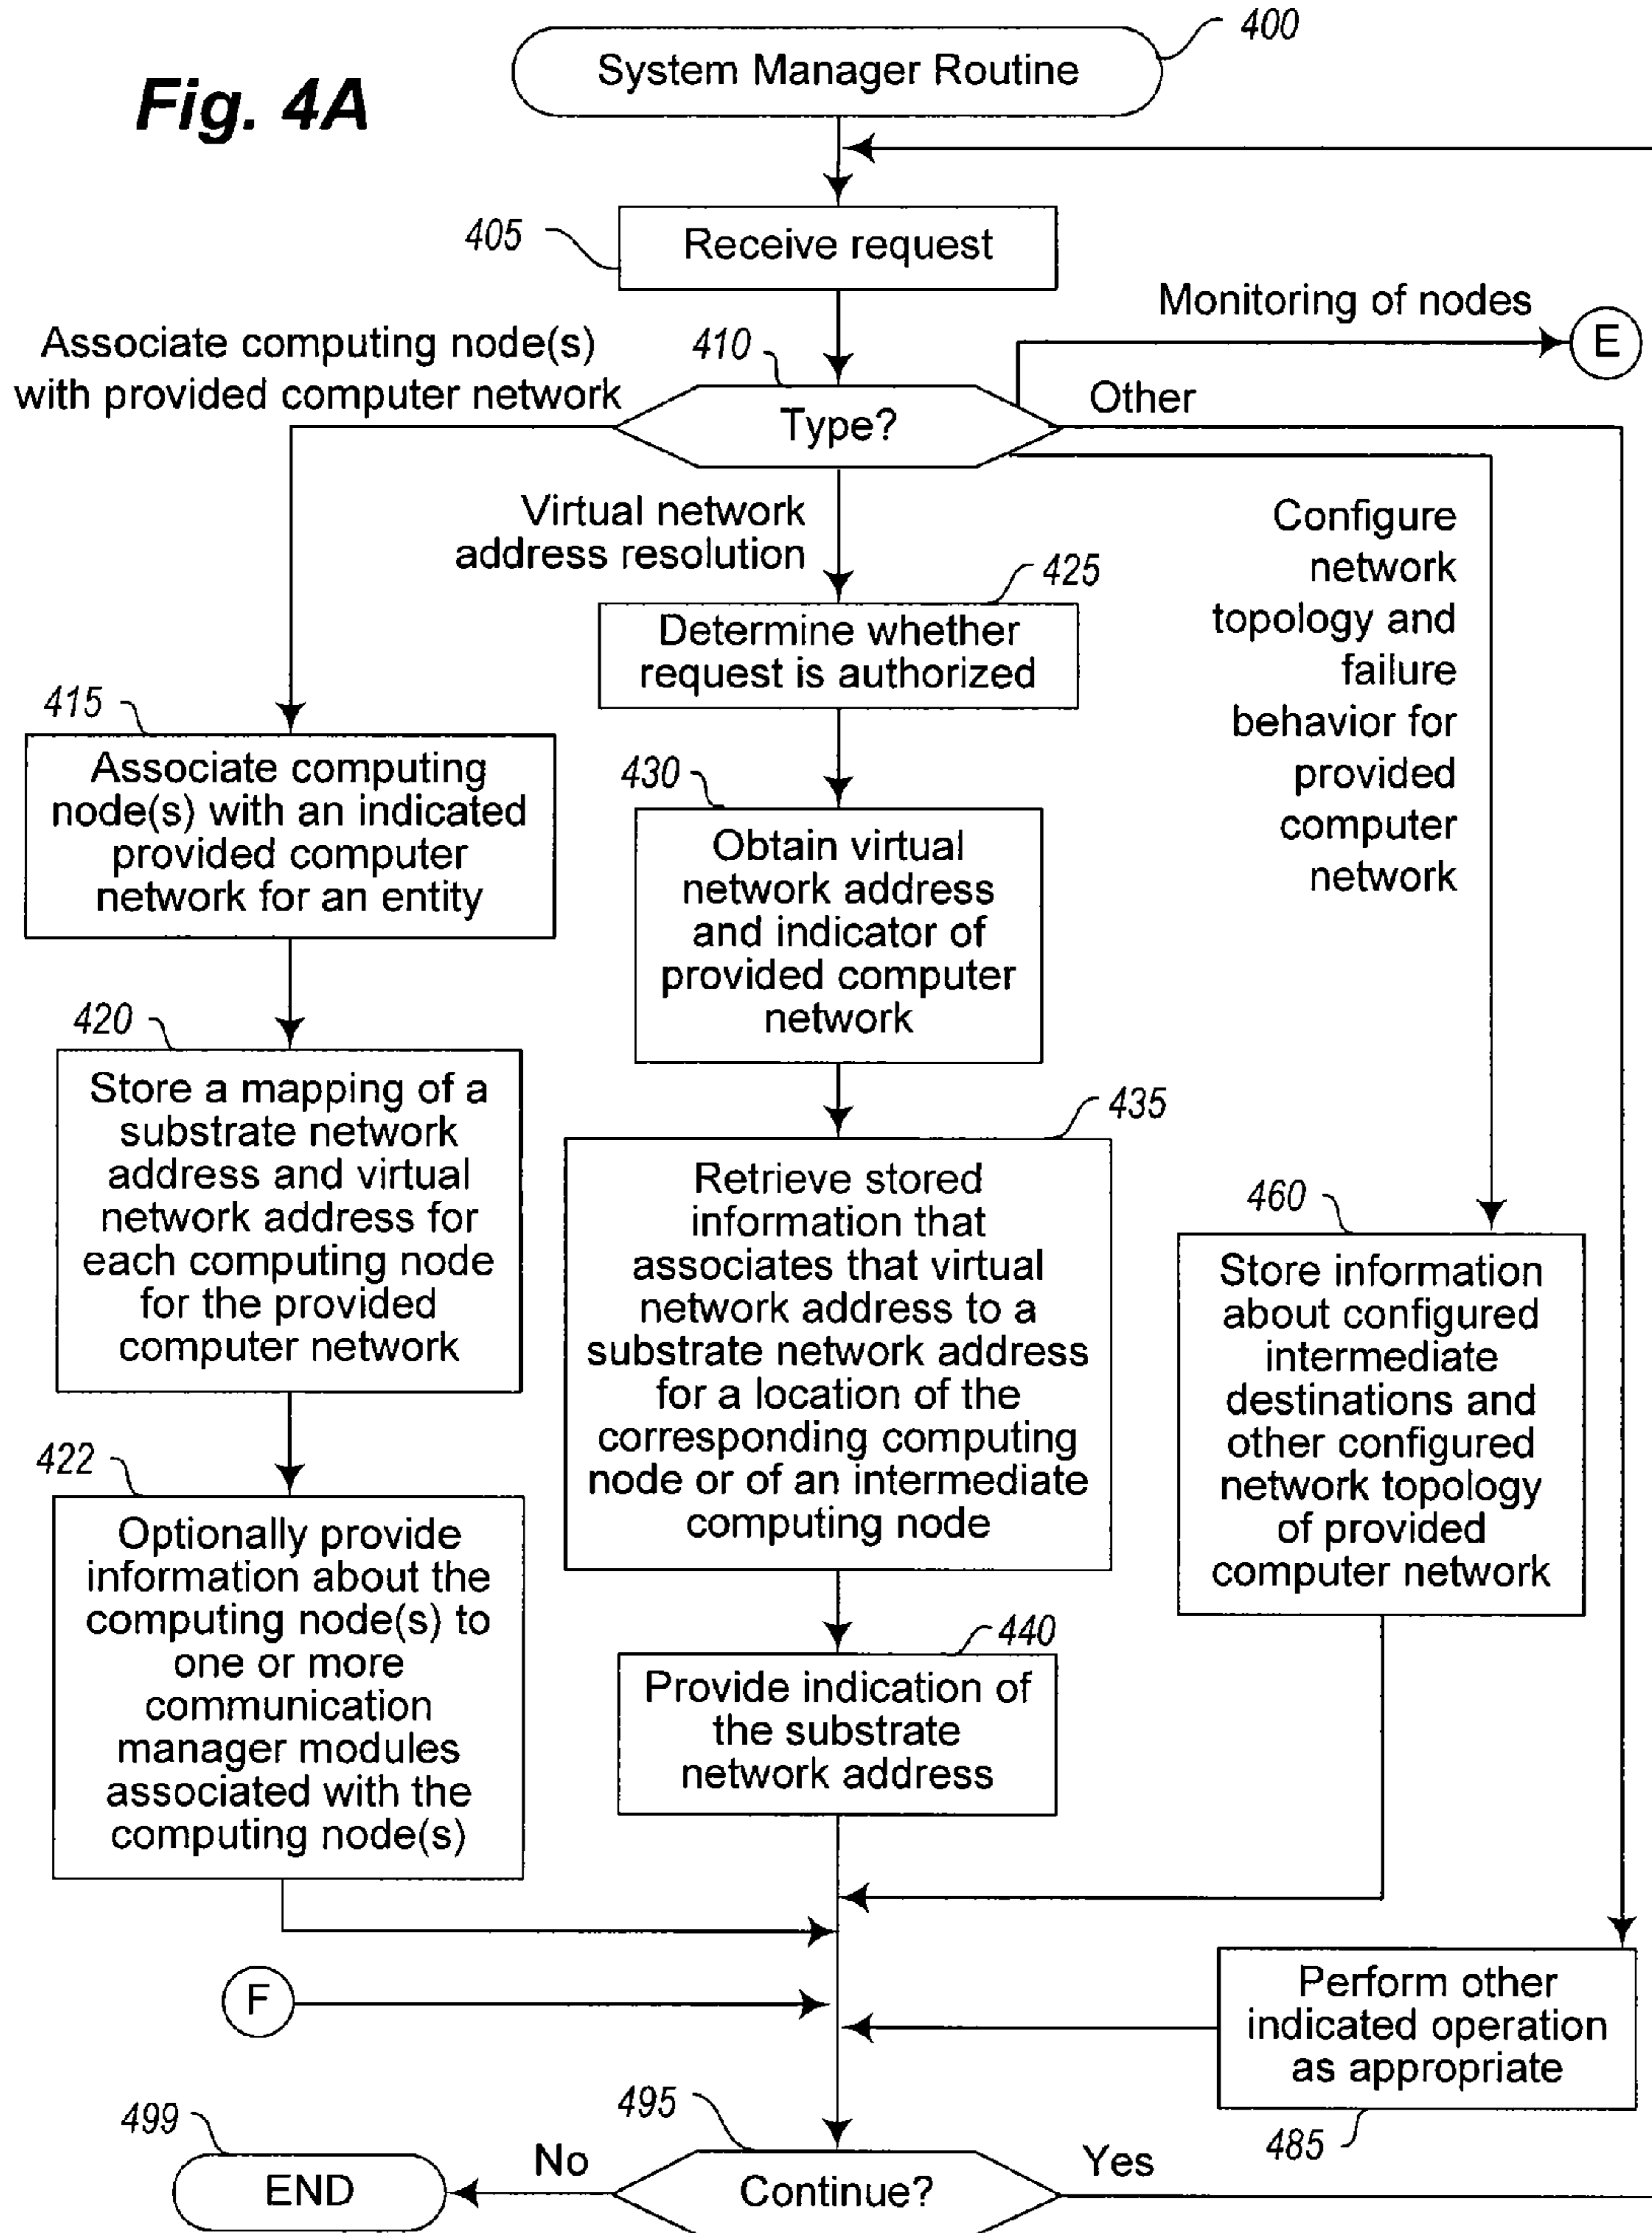 Fig. 4A
System Manager Routine
400
405
Receive request
Monitoring of nodes
E
Associate computing node(s)
with provided computer network
410
Type?
Other
Virtual network
address resolution
Configure
network
topology and
failure
behavior for
provided
computer
network
425
Determine whether
request is authorized
415
Associate computing
node(s) with an indicated
provided computer
network for an entity
430
Obtain virtual
network address
and indicator of
provided computer
network
420
Store a mapping of a
substrate network
address and virtual
network address for
each computing node
for the provided
computer network
435
Retrieve stored
information that
associates that virtual
network address to a
substrate network address
for a location of the
corresponding computing
node or of an intermediate
computing node
460
Store information
about configured
intermediate
destinations and
other configured
network topology
of provided
computer network
422
Optionally provide
information about the
computing node(s) to
one or more
communication
manager modules
associated with the
computing node(s)
440
Provide indication of
the substrate
network address
F
Perform other
indicated operation
as appropriate
485
495
Continue?
Yes
No
499
END